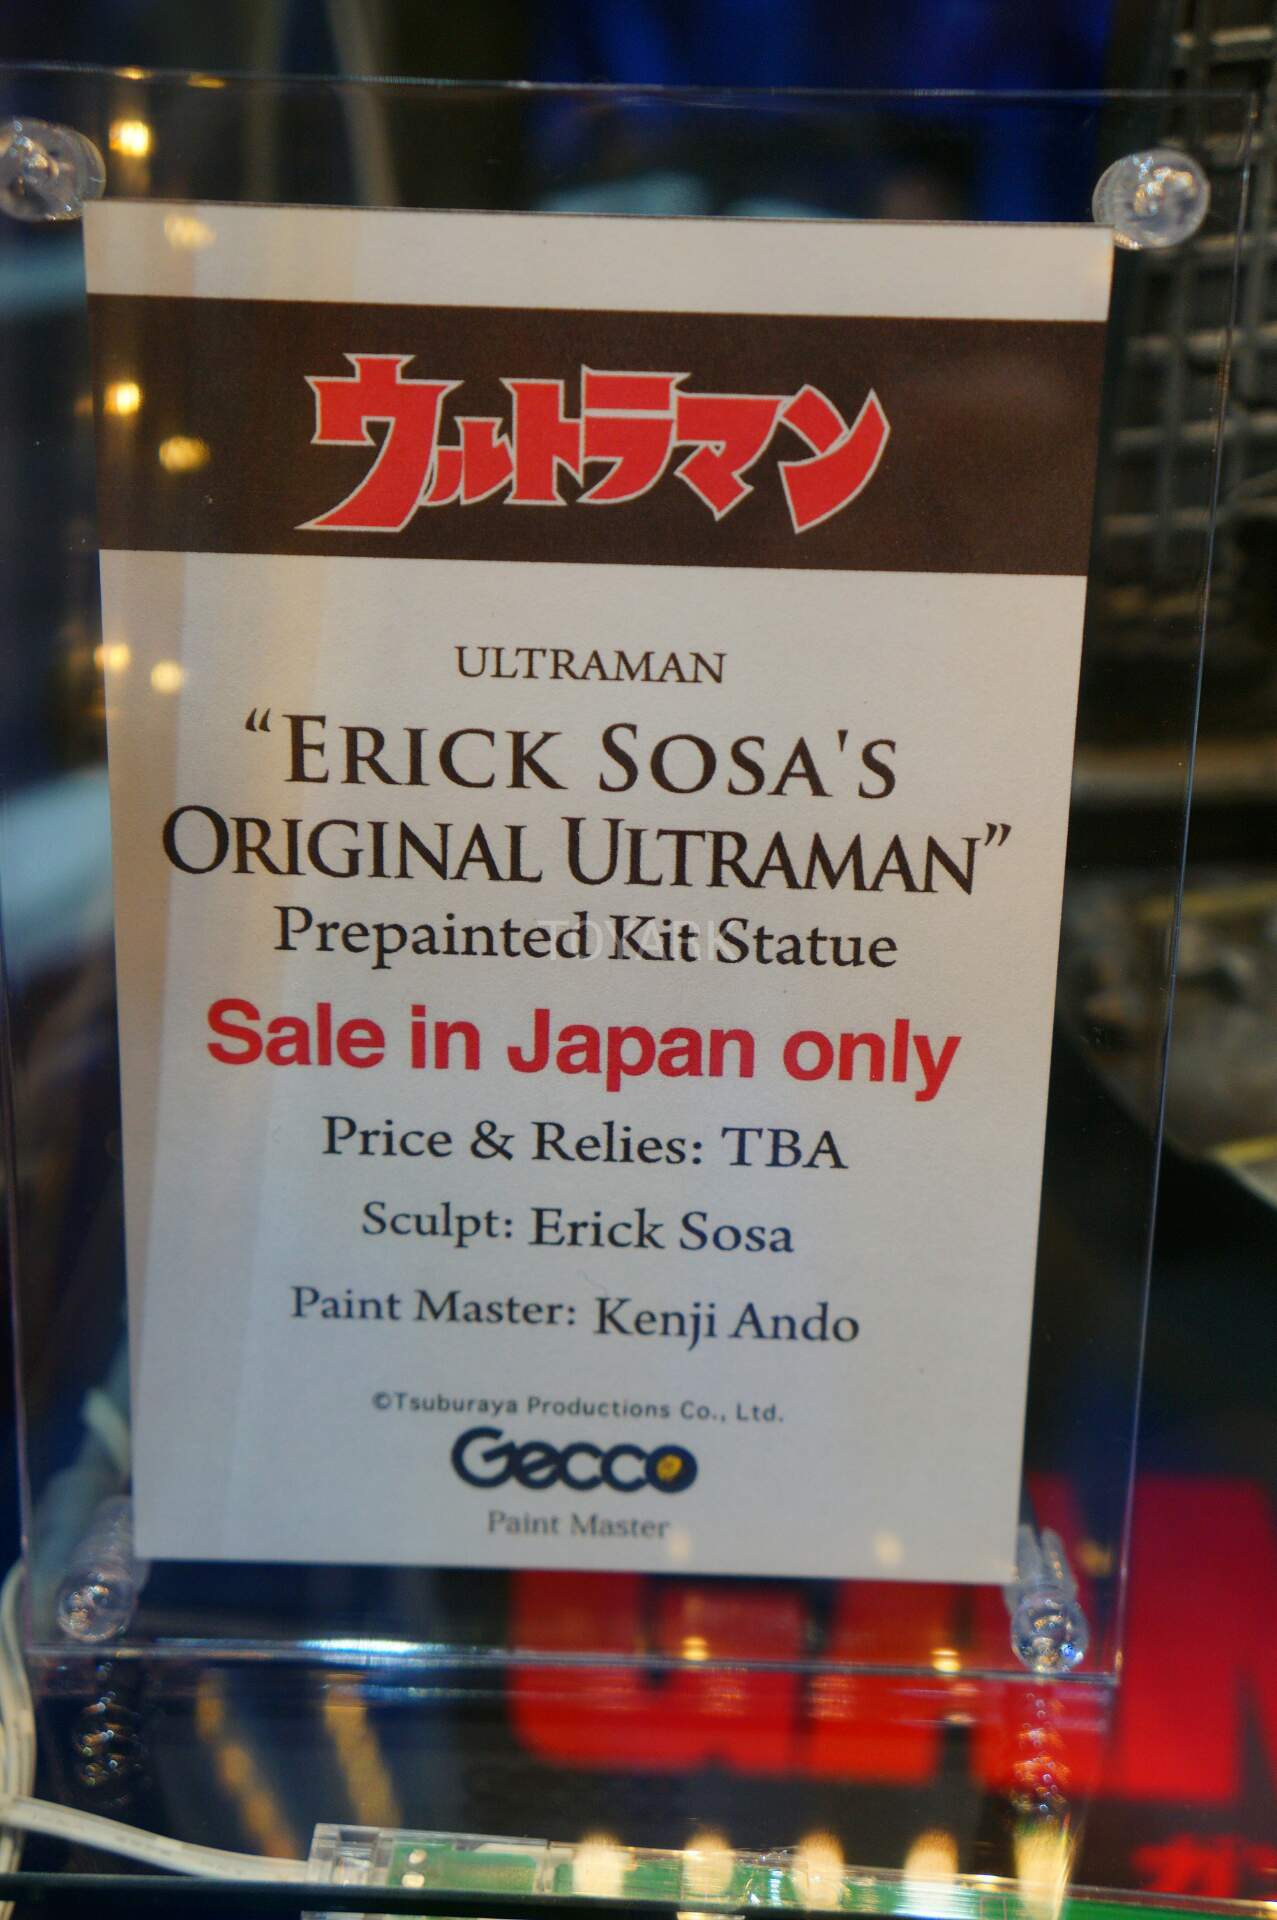 ウルトラマン
ULTRAMAN
“ERICK SOSA'S
ORIGINAL ULTRAMAN”
Prepainted Kit Statue
TOYARK
Sale in Japan only
Price & Relies: TBA
Sculpt: Erick Sosa
Paint Master: Kenji Ando
©Tsuburaya Productions Co., Ltd.
Gecco
Paint Master